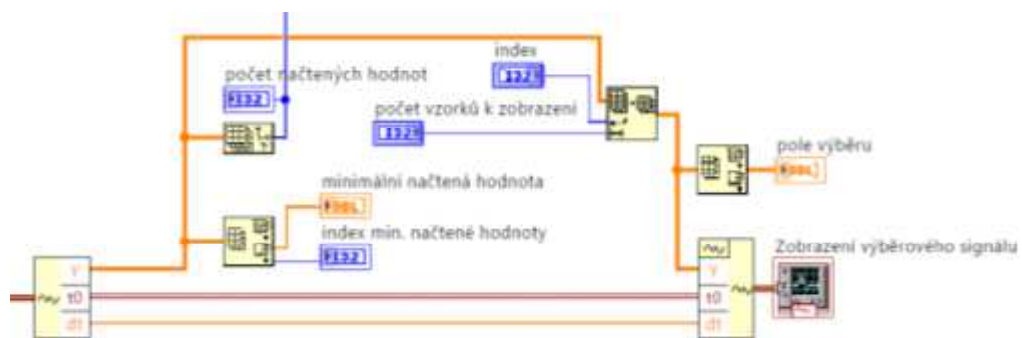 index
počet načtených hodnot
I32
I32
počet vzorků k zobrazení
I32
pole výběru
DBL
minimální načtená hodnota
DBL
index min. načtené hodnoty
I32
Zobrazení výběrového signálu
Y
Y
t0
t0
dt
dt